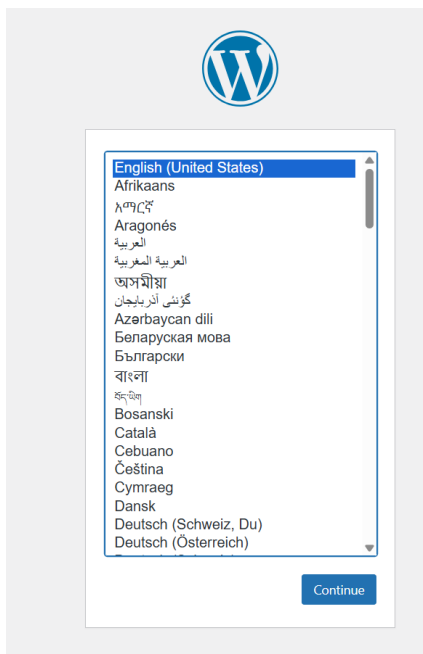 English (United States)
Afrikaans
አማርኛ
Aragonés
العربية
العربية المغربية
অসমীয়া
گؤنئی آذربایجان
Azərbaycan dili
Беларуская мова
Български
বাংলা
བོད་ཡིག
Bosanski
Català
Cebuano
Čeština
Cymraeg
Dansk
Deutsch (Schweiz, Du)
Deutsch (Österreich)
Continue